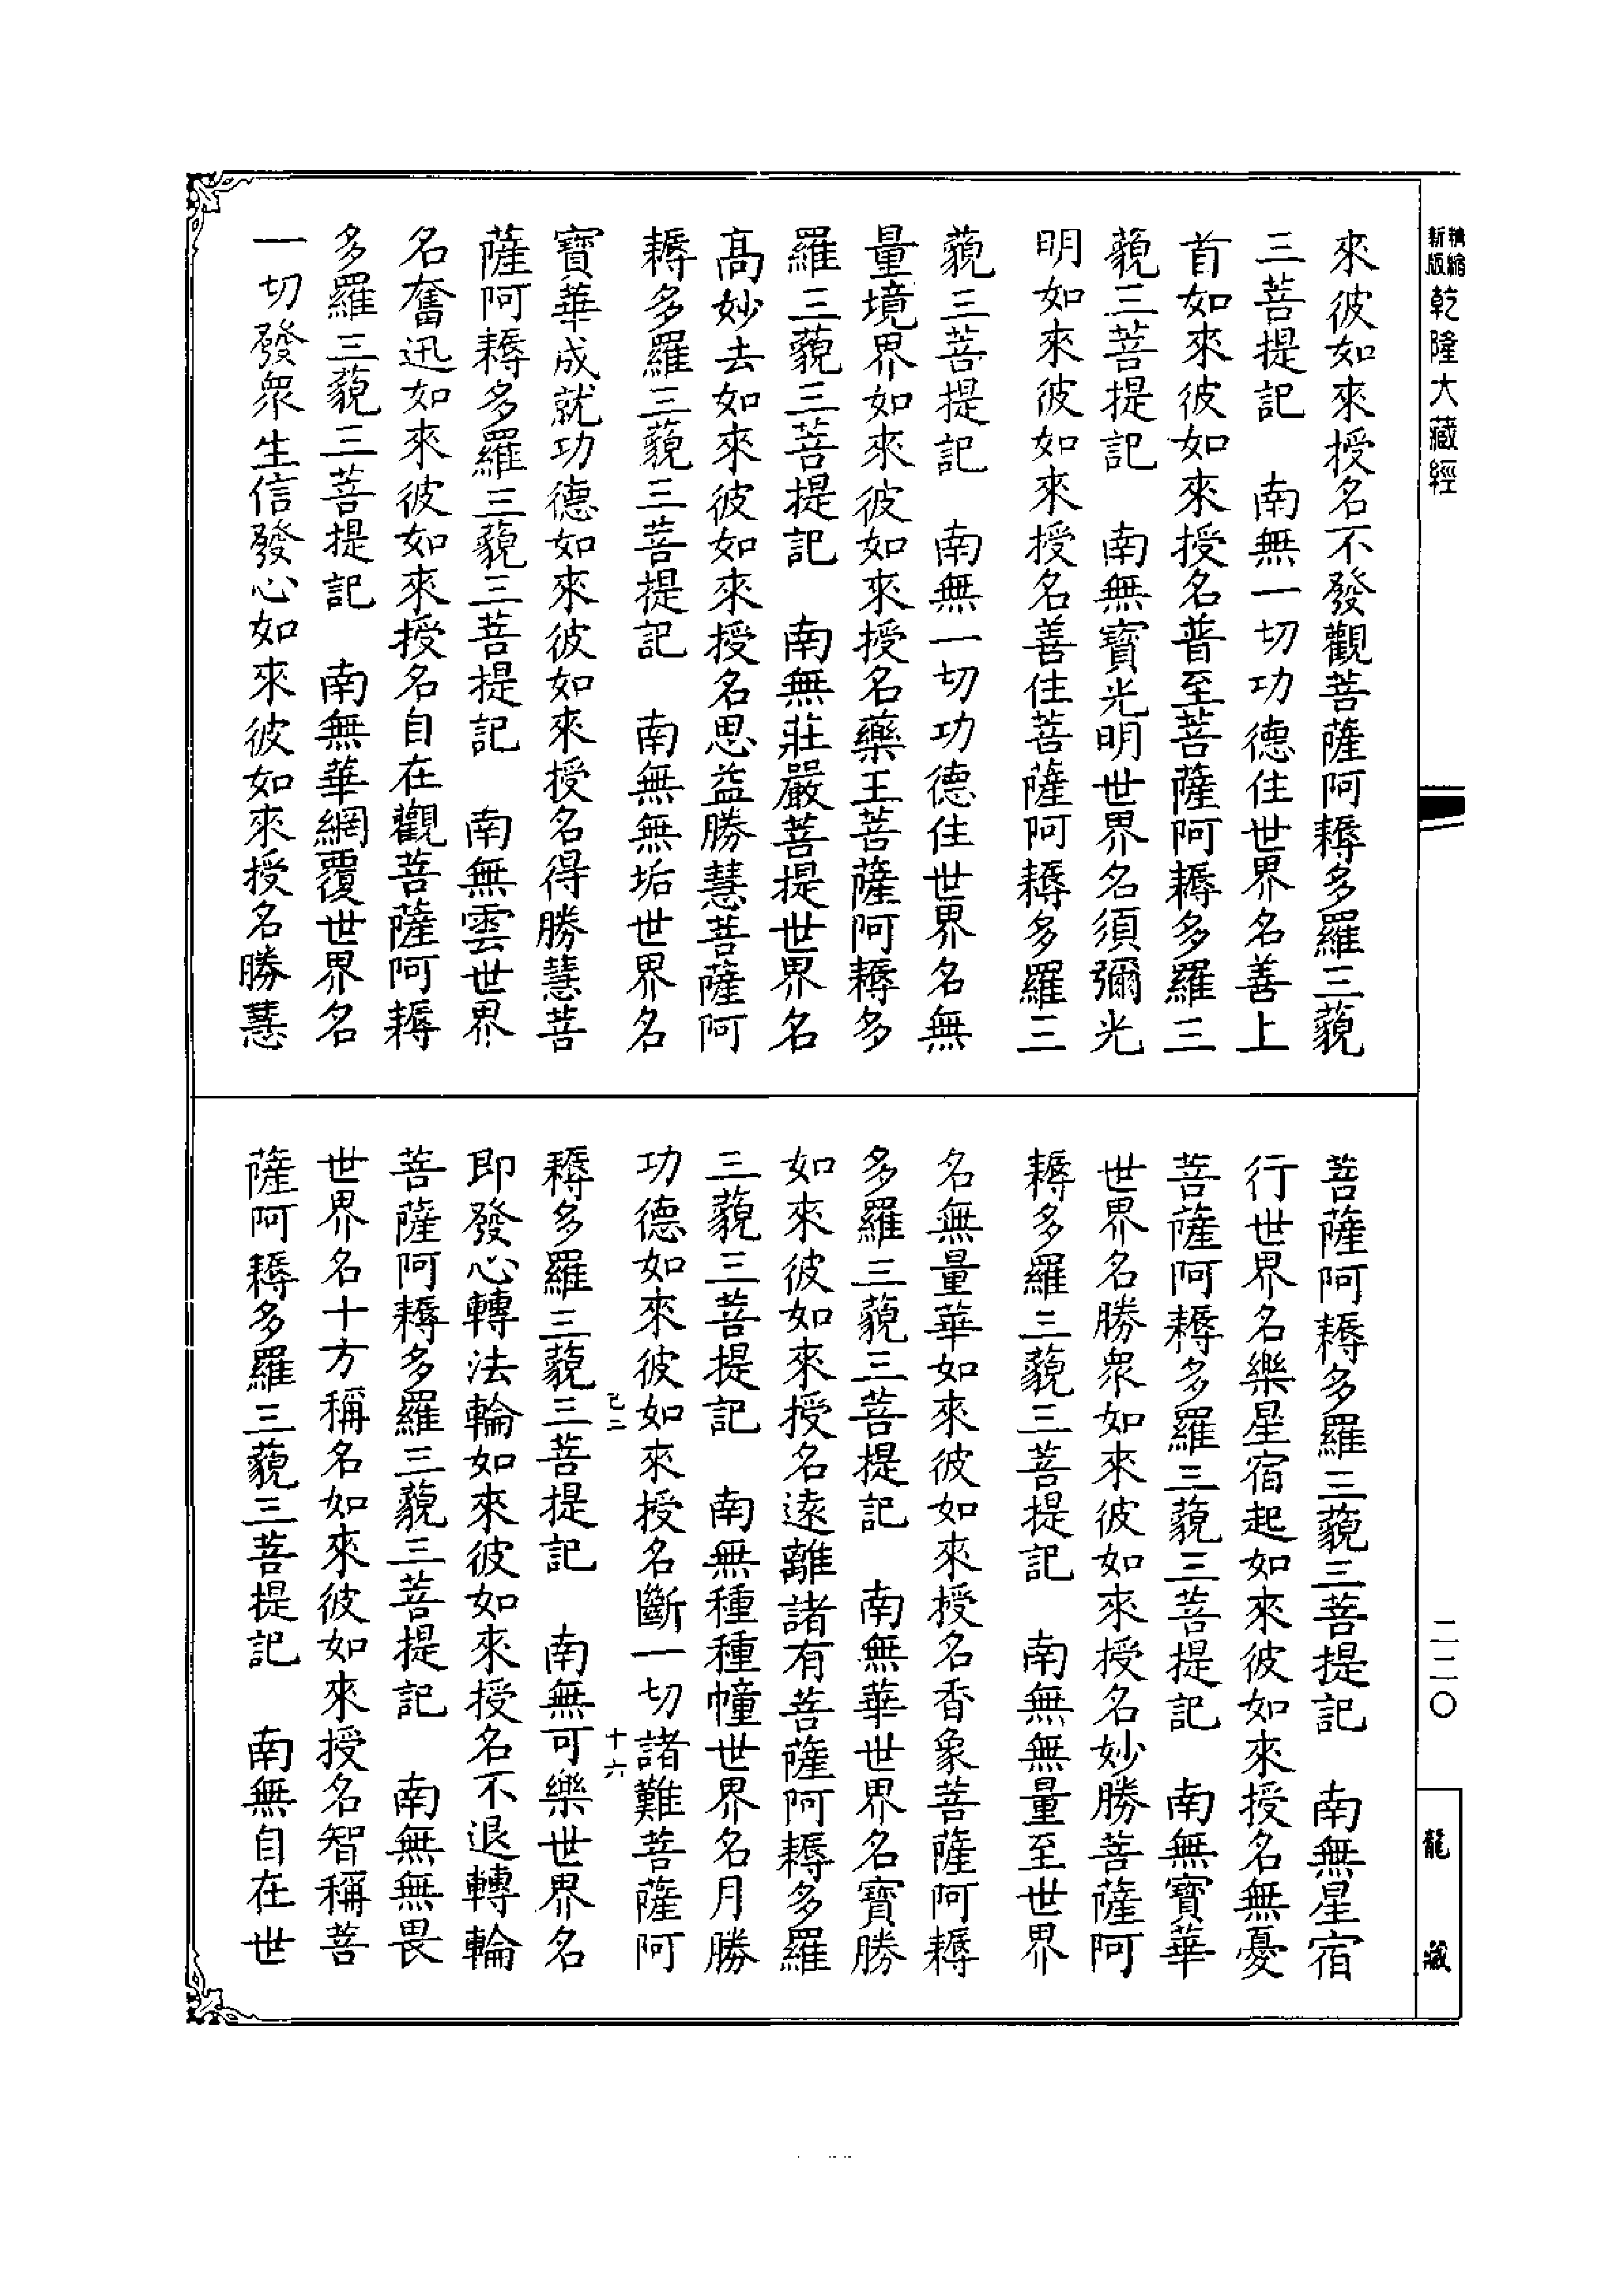 精縮
新版
乾隆大藏經
來彼如來授名不發觀菩薩阿耨多羅三藐
三菩提記　南無一切功德住世界名善上
首如來彼如來授名普至菩薩阿耨多羅三
藐三菩提記　南無寶光明世界名須彌光
明如來彼如來授名善住菩薩阿耨多羅三
藐三菩提記　南無一切功德住世界名無
量境界如來彼如來授名藥王菩薩阿耨多
羅三藐三菩提記　南無莊嚴菩提世界名
高妙去如來彼如來授名思益勝慧菩薩阿
耨多羅三藐三菩提記　南無無垢世界名
寶華成就功德如來彼如來授名得勝慧菩
薩阿耨多羅三藐三菩提記　南無雲世界
名奮迅如來彼如來授名自在觀菩薩阿耨
多羅三藐三菩提記　南無華網覆世界名
一切發衆生信發心如來彼如來授名勝慧
菩薩阿耨多羅三藐三菩提記　南無星宿
行世界名樂星宿起如來彼如來授名無憂
菩薩阿耨多羅三藐三菩提記　南無寶華
世界名勝衆如來彼如來授名妙勝菩薩阿
耨多羅三藐三菩提記　南無無量至世界
名無量華如來彼如來授名香象菩薩阿耨
多羅三藐三菩提記　南無華世界名寶勝
如來彼如來授名遠離諸有菩薩阿耨多羅
三藐三菩提記　南無種種幢世界名月勝
功德如來彼如來授名斷一切諸難菩薩阿
己二　十六
耨多羅三藐三菩提記　南無可樂世界名
即發心轉法輪如來彼如來授名不退轉輪
菩薩阿耨多羅三藐三菩提記　南無無畏
世界名十方稱名如來彼如來授名智稱菩
薩阿耨多羅三藐三菩提記　南無自在世
二二〇
龍藏